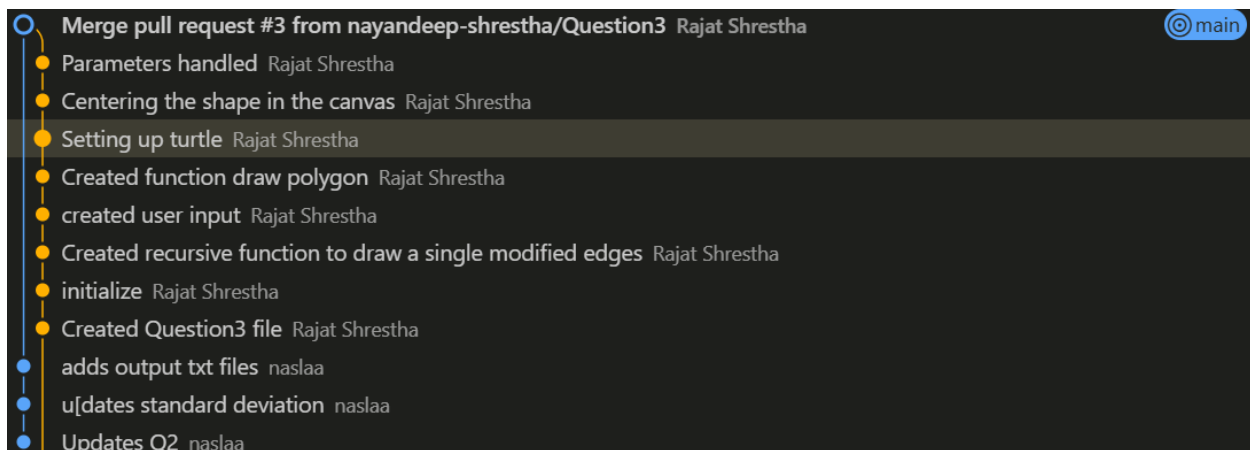 Merge pull request #3 from nayandeep-shrestha/Question3 Rajat Shrestha main
Parameters handled Rajat Shrestha
Centering the shape in the canvas Rajat Shrestha
Setting up turtle Rajat Shrestha
Created function draw polygon Rajat Shrestha
created user input Rajat Shrestha
Created recursive function to draw a single modified edges Rajat Shrestha
initialize Rajat Shrestha
Created Question3 file Rajat Shrestha
adds output txt files naslaa
u[dates standard deviation naslaa
Updates Q2 naslaa